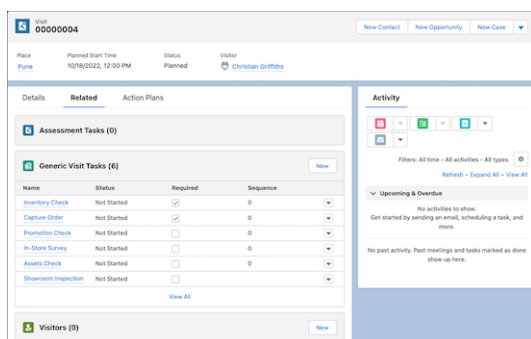 Visit
00000004
New Contact New Opportunity New Case
Place Planned Start Time Status Visitor
Pune 10/18/2022, 12:00 PM Planned Christian Griffiths
Details Related Action Plans
Assessment Tasks (0)
Generic Visit Tasks (6) New
Name Status Required Sequence
Inventory Check Not Started 0
Capture Order Not Started 0
Promotion Check Not Started 0
In-Store Survey Not Started 0
Assets Check Not Started 0
Showroom Inspection Not Started
View All
Visitors (0) New
Activity
Filters: All time • All activities • All types
Refresh • Expand All • View All
Upcoming & Overdue
No activities to show.
Get started by sending an email, scheduling a task, and
more.
No past activity. Past meetings and tasks marked as done
show up here.